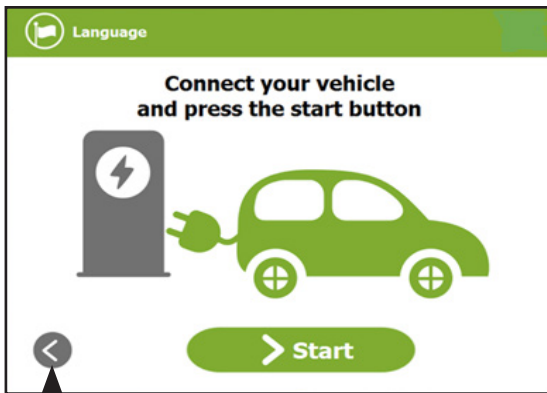 Language
Connect your vehicle
and press the start button
Start